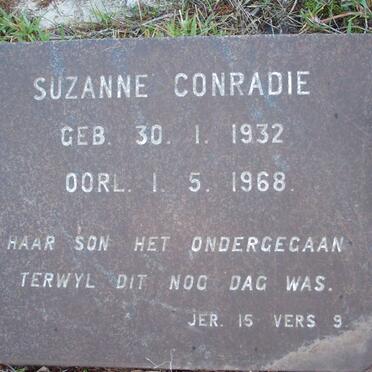 SUZANNE CONRADIE
GEB. 30. 1. 1932
OORL. 1. 5. 1968.
HAAR SON HET ONDERGEGAAN
TERWYL DIT NOG DAG WAS.
JER. 15 VERS 9.